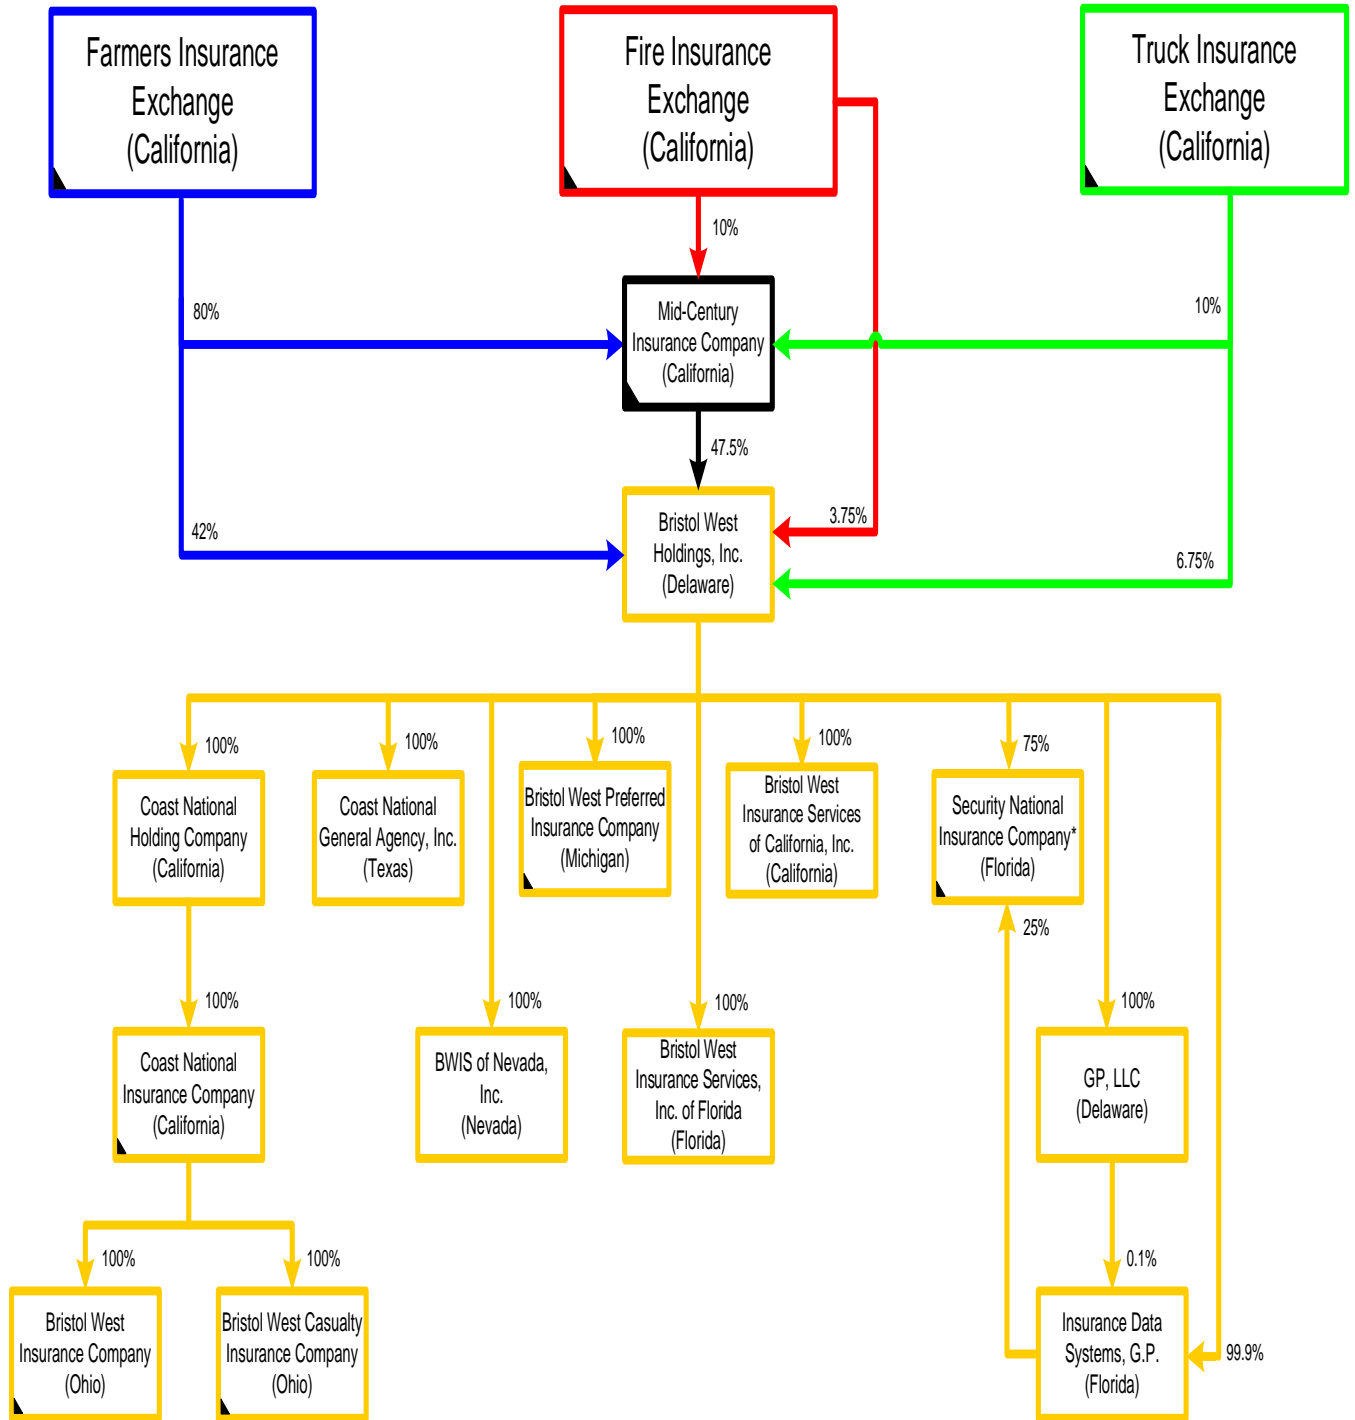 Farmers Insurance
Exchange
(California)
Fire Insurance
Exchange
(California)
Truck Insurance
Exchange
(California)
10%
80%
10%
Mid-Century
Insurance Company
(California)
47.5%
42%
3.75%
6.75%
Bristol West
Holdings, Inc.
(Delaware)
100%
100%
100%
100%
75%
Coast National
Holding Company
(California)
Coast National
General Agency, Inc.
(Texas)
Bristol West Preferred
Insurance Company
(Michigan)
Bristol West
Insurance Services
of California, Inc.
(California)
Security National
Insurance Company*
(Florida)
25%
100%
100%
100%
100%
Coast National
Insurance Company
(California)
BWIS of Nevada,
Inc.
(Nevada)
Bristol West
Insurance Services,
Inc. of Florida
(Florida)
GP, LLC
(Delaware)
100%
100%
0.1%
Bristol West
Insurance Company
(Ohio)
Bristol West Casualty
Insurance Company
(Ohio)
Insurance Data
Systems, G.P.
(Florida)
99.9%